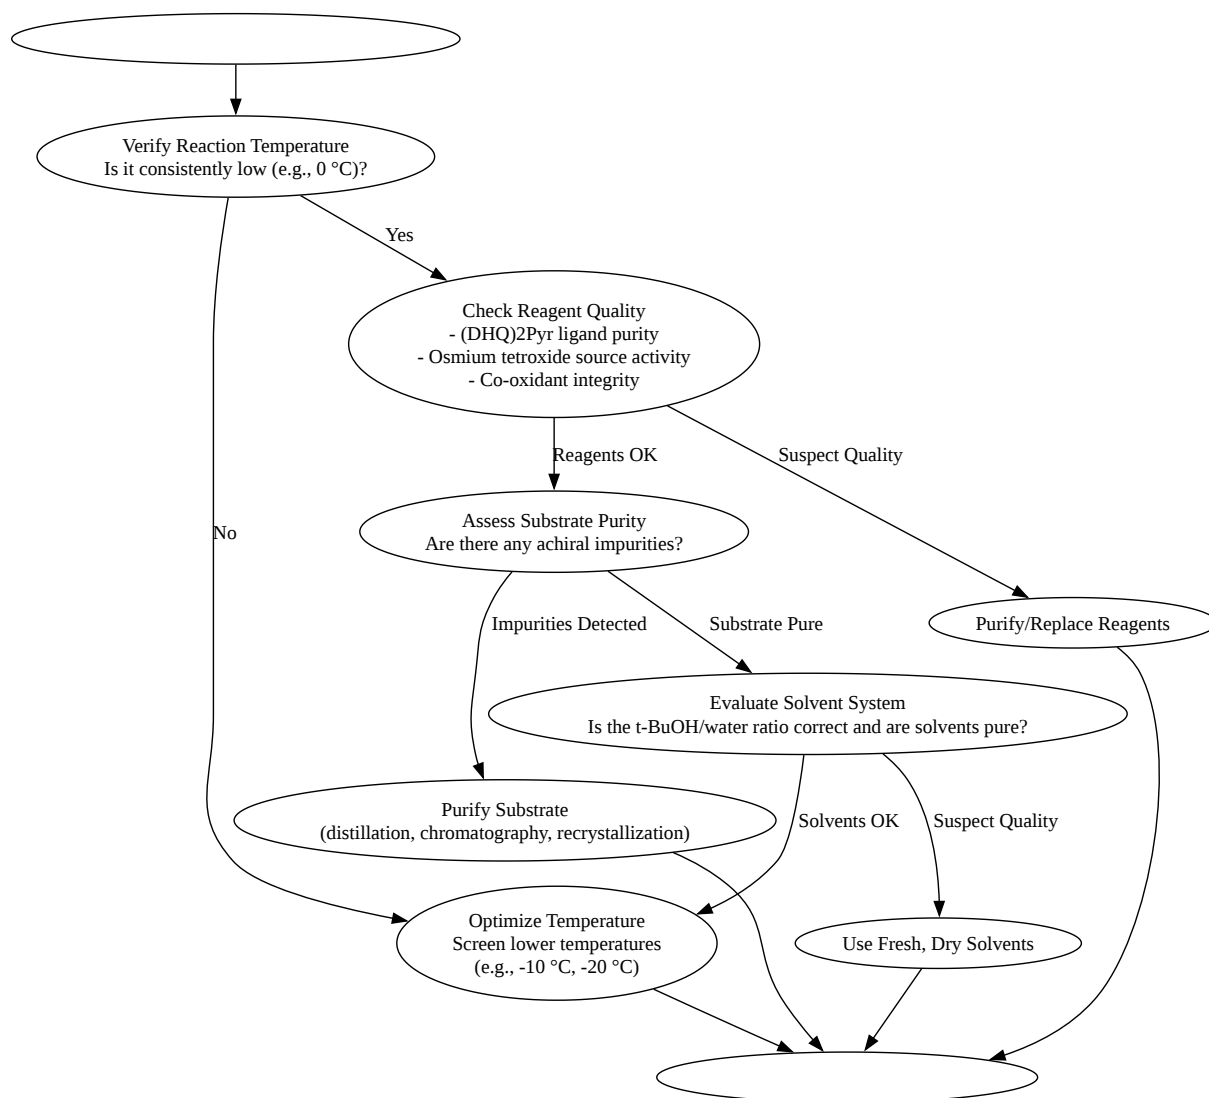 Verify Reaction Temperature
Is it consistently low (e.g., 0 °C)?
Yes
Check Reagent Quality
- (DHQ)2Pyr ligand purity
- Osmium tetroxide source activity
- Co-oxidant integrity
Reagents OK
Suspect Quality
Assess Substrate Purity
Are there any achiral impurities?
No
Impurities Detected
Substrate Pure
Purify/Replace Reagents
Evaluate Solvent System
Is the t-BuOH/water ratio correct and are solvents pure?
Purify Substrate
(distillation, chromatography, recrystallization)
Solvents OK
Suspect Quality
Optimize Temperature
Screen lower temperatures
(e.g., -10 °C, -20 °C)
Use Fresh, Dry Solvents